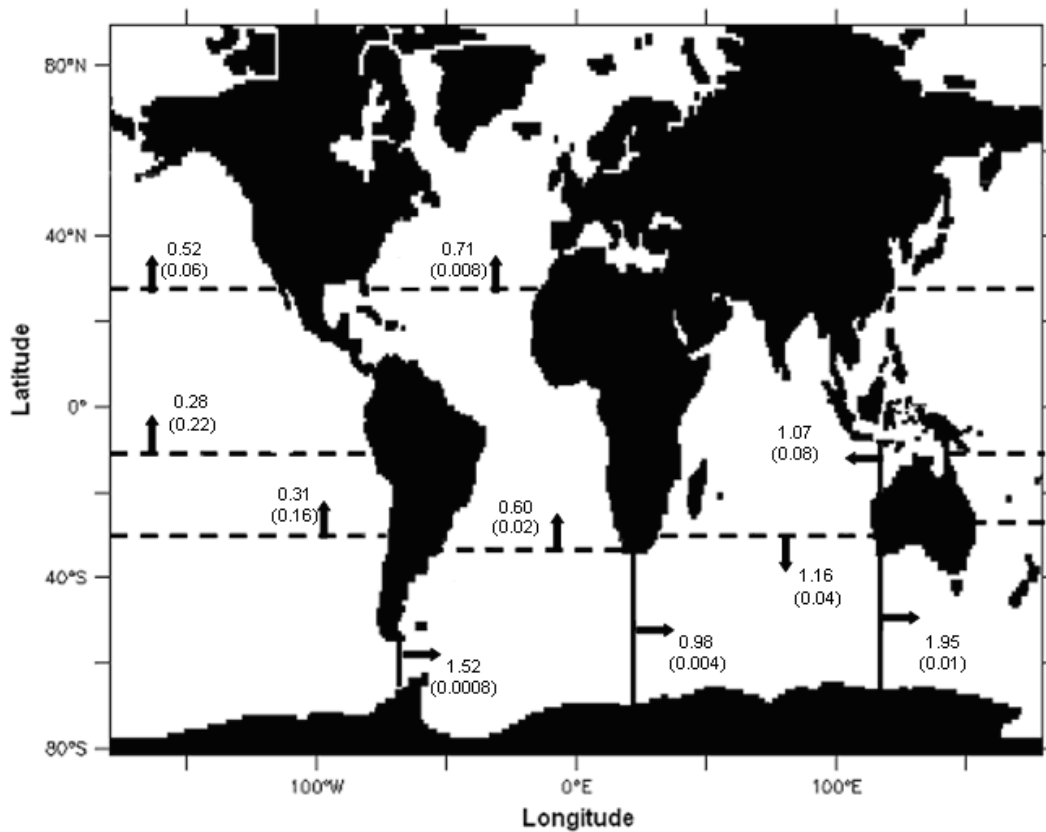 80°N
0.52
(0.06)
0.71
(0.008)
40°N
Latitude
0.28
(0.22)
0°
1.07
(0.08)
0.31
(0.16)
0.60
(0.02)
40°S
1.16
(0.04)
1.52
(0.0008)
0.98
(0.004)
1.95
(0.01)
80°S
100°W
0°E
100°E
Longitude